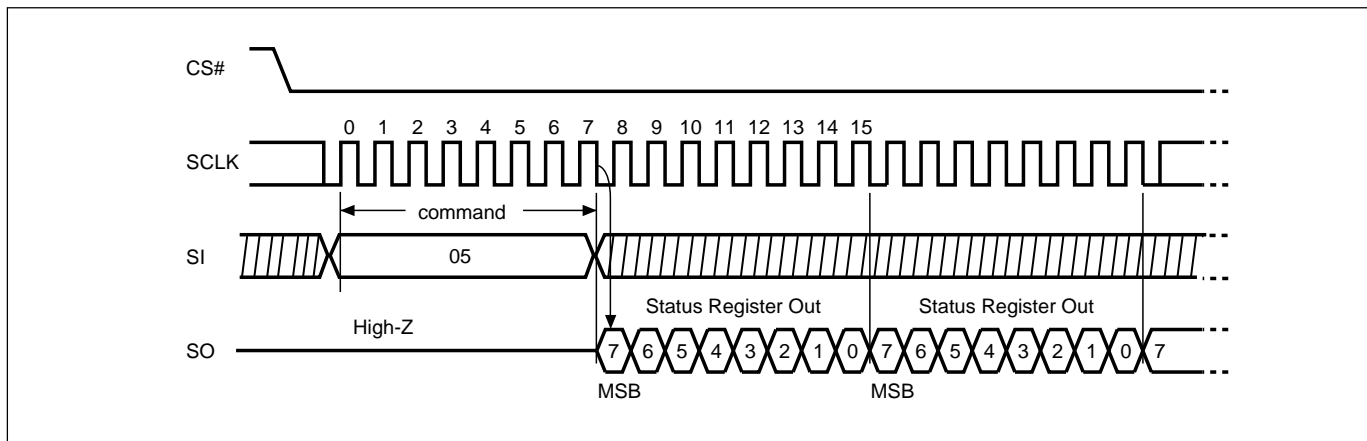 CS#
0 1 2 3 4 5 6 7 8 9 10 11 12 13 14 15
SCLK
command
SI
05
Status Register Out Status Register Out
High-Z
SO
7 6 5 4 3 2 1 0 7 6 5 4 3 2 1 0 7
MSB MSB